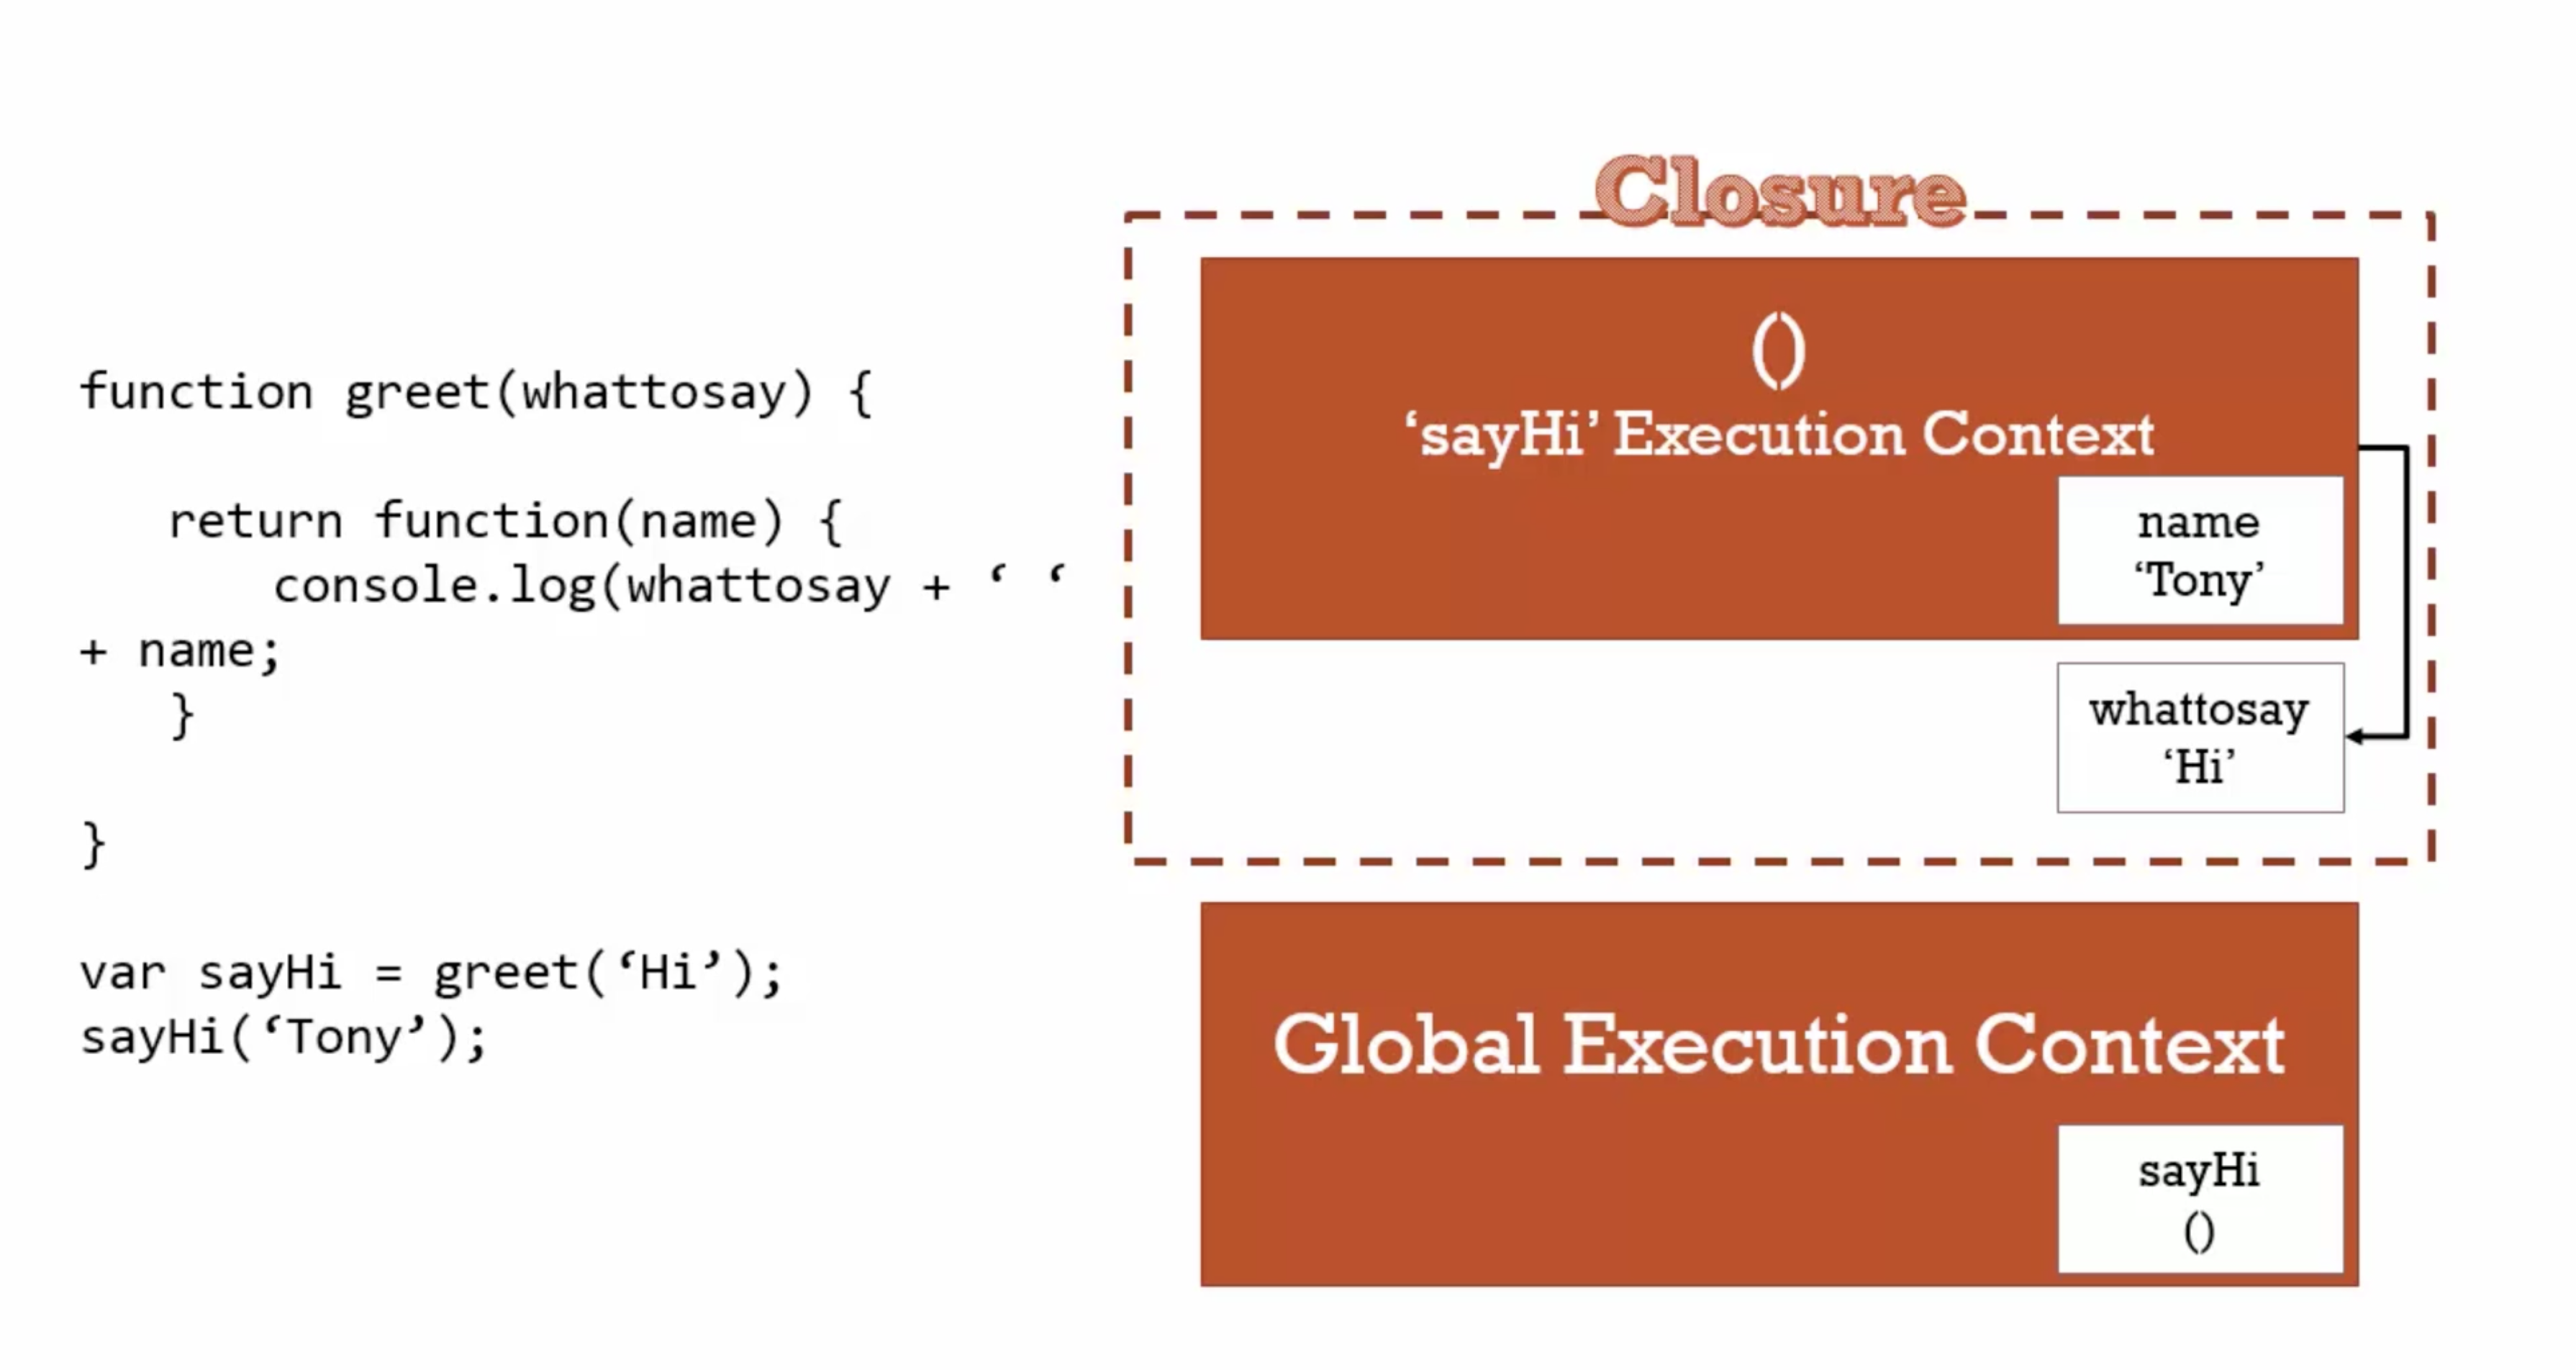 function greet(whattosay) {
return function(name) {
console.log(whattosay + ‘ ‘
+ name;
}
}
var sayHi = greet(‘Hi’);
sayHi(‘Tony’);
Closure
()
‘sayHi’ Execution Context
name
‘Tony’
whattosay
‘Hi’
Global Execution Context
sayHi
()